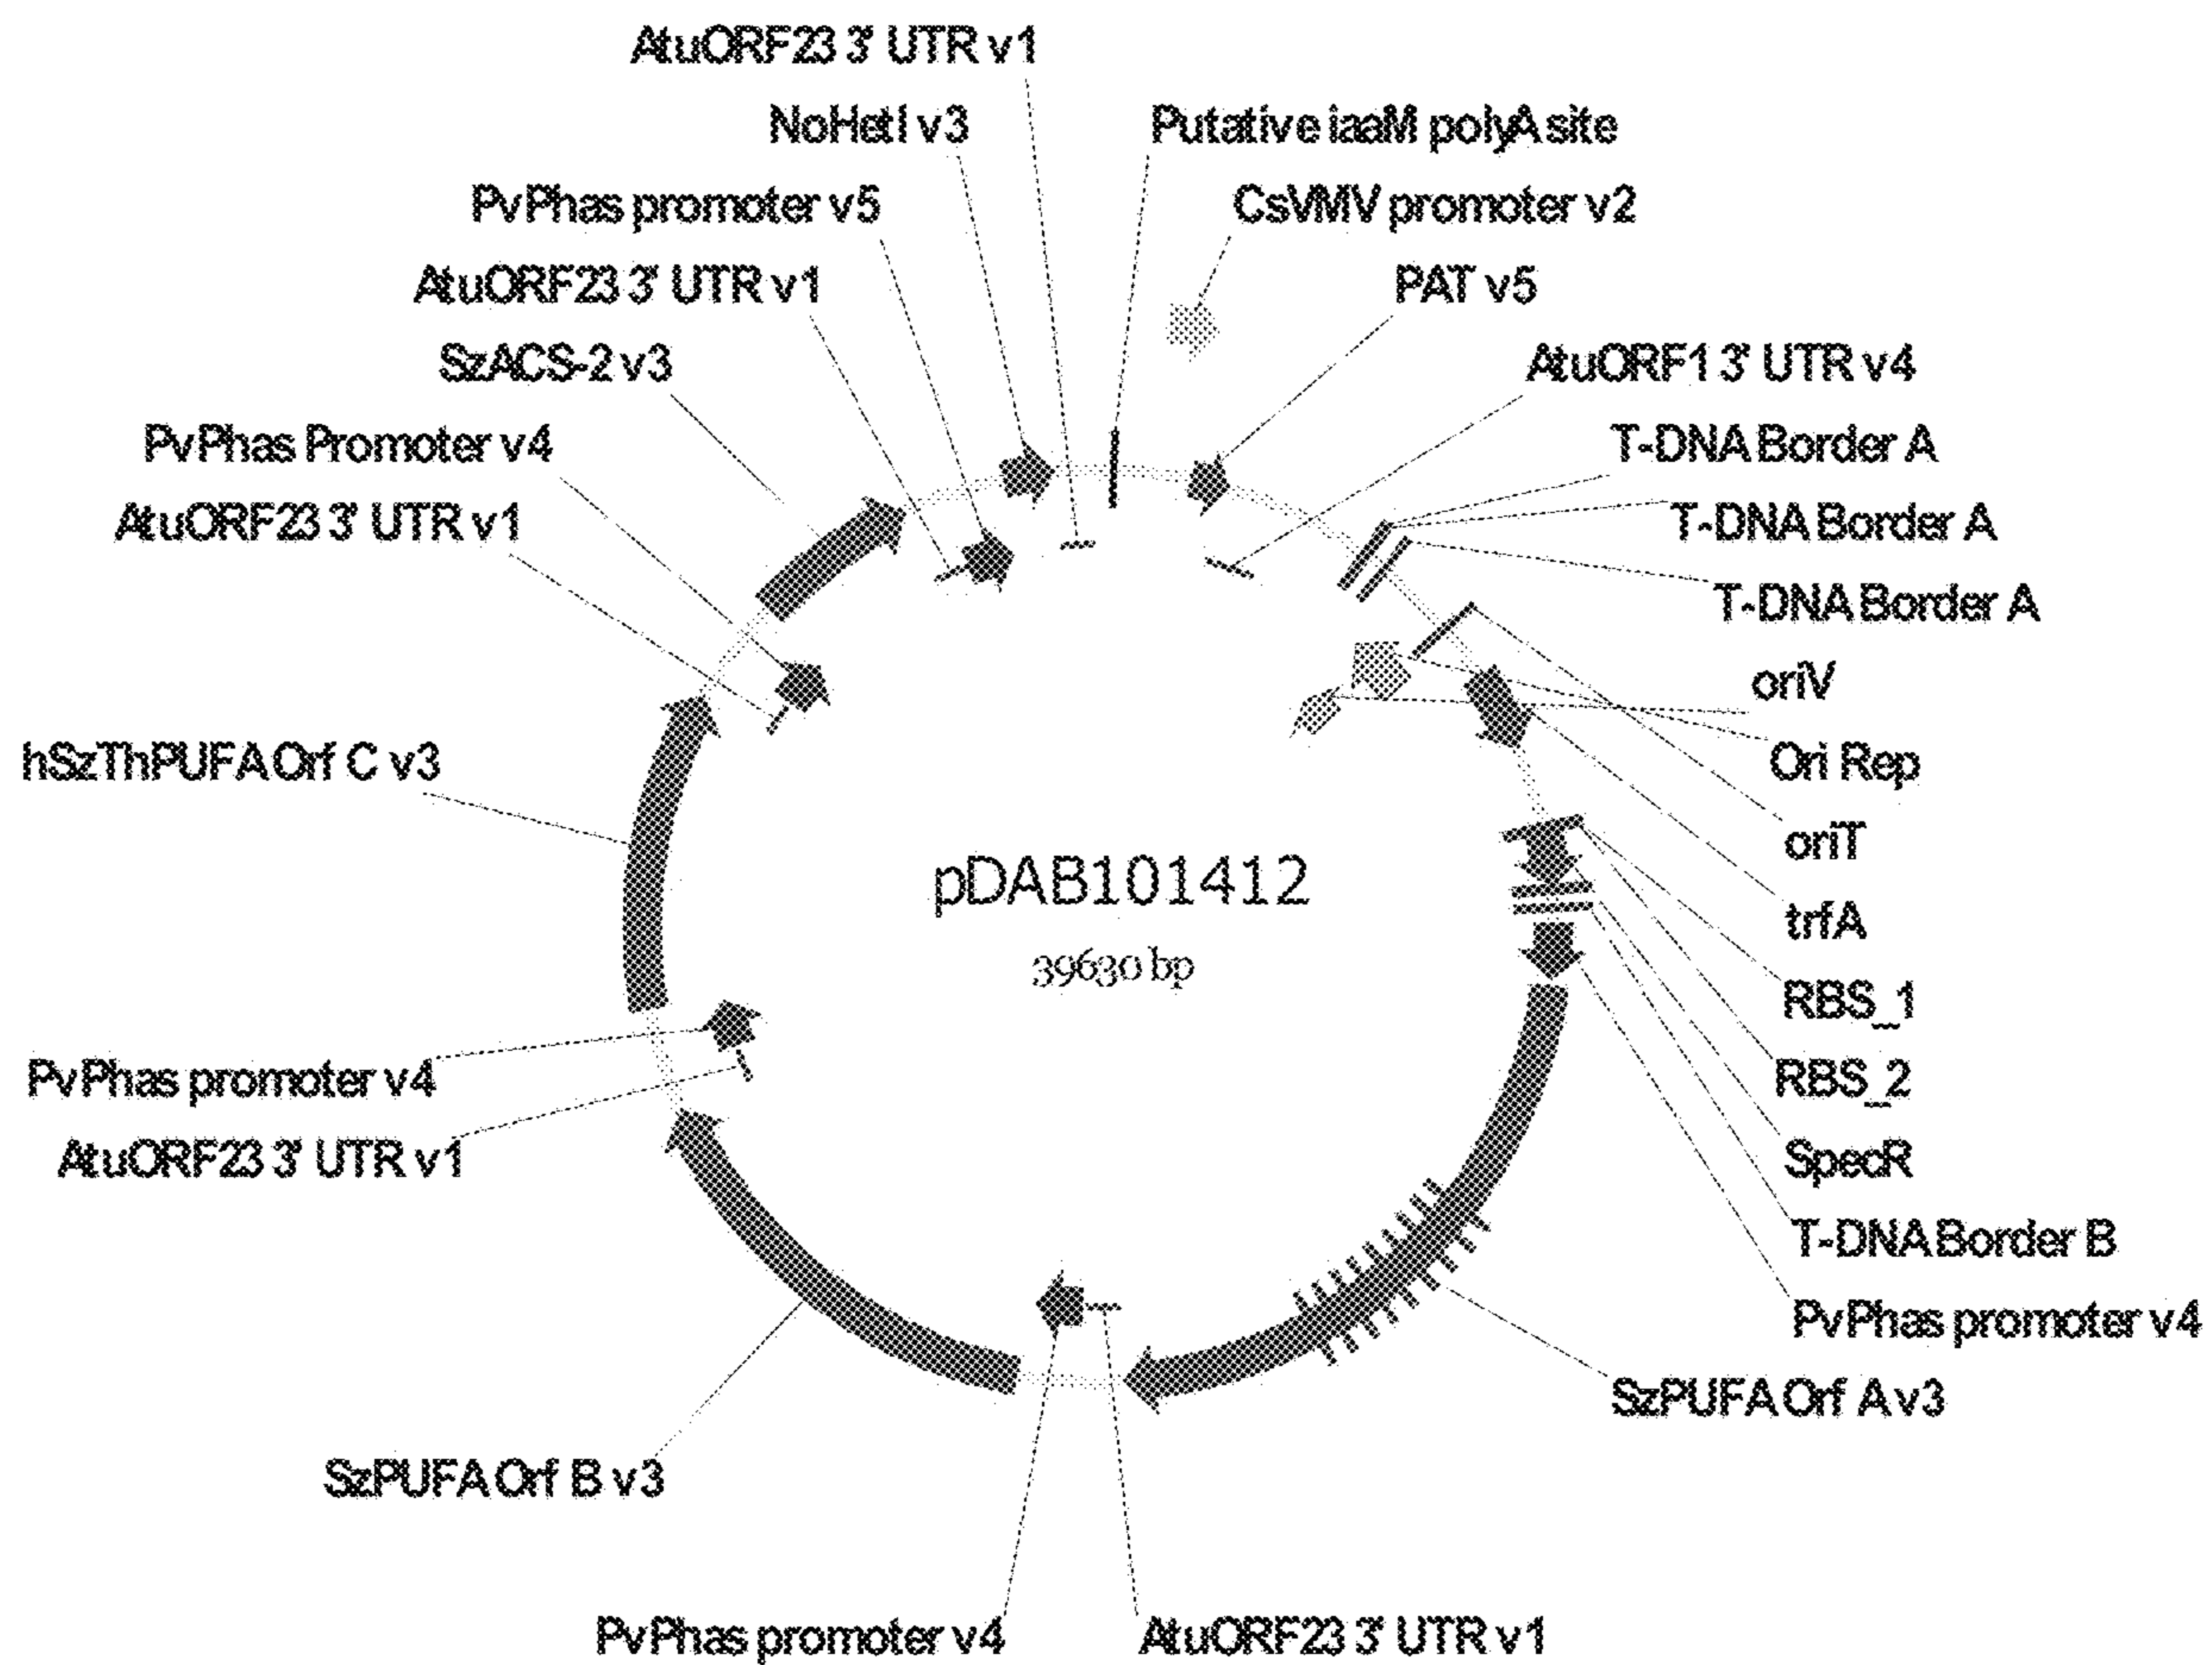 AtuORF23 3' UTR v1
NoHetI v3
Putative iaaM polyA site
PvPhas promoter v5
CsVMV promoter v2
AtuORF23 3' UTR v1
PAT v5
SzACS-2 v3
AtuORF1 3' UTR v4
PvPhas Promoter v4
T-DNA Border A
AtuORF23 3' UTR v1
T-DNA Border A
T-DNA Border A
oriV
hSzThPUFA Orf C v3
Ori Rep
oriT
pDAB101412
trfA
39630 bp
RBS_1
PvPhas promoter v4
RBS_2
AtuORF23 3' UTR v1
SpecR
T-DNA Border B
PvPhas promoter v4
SzPUFA Orf A v3
SzPUFA Orf B v3
PvPhas promoter v4
AtuORF23 3' UTR v1